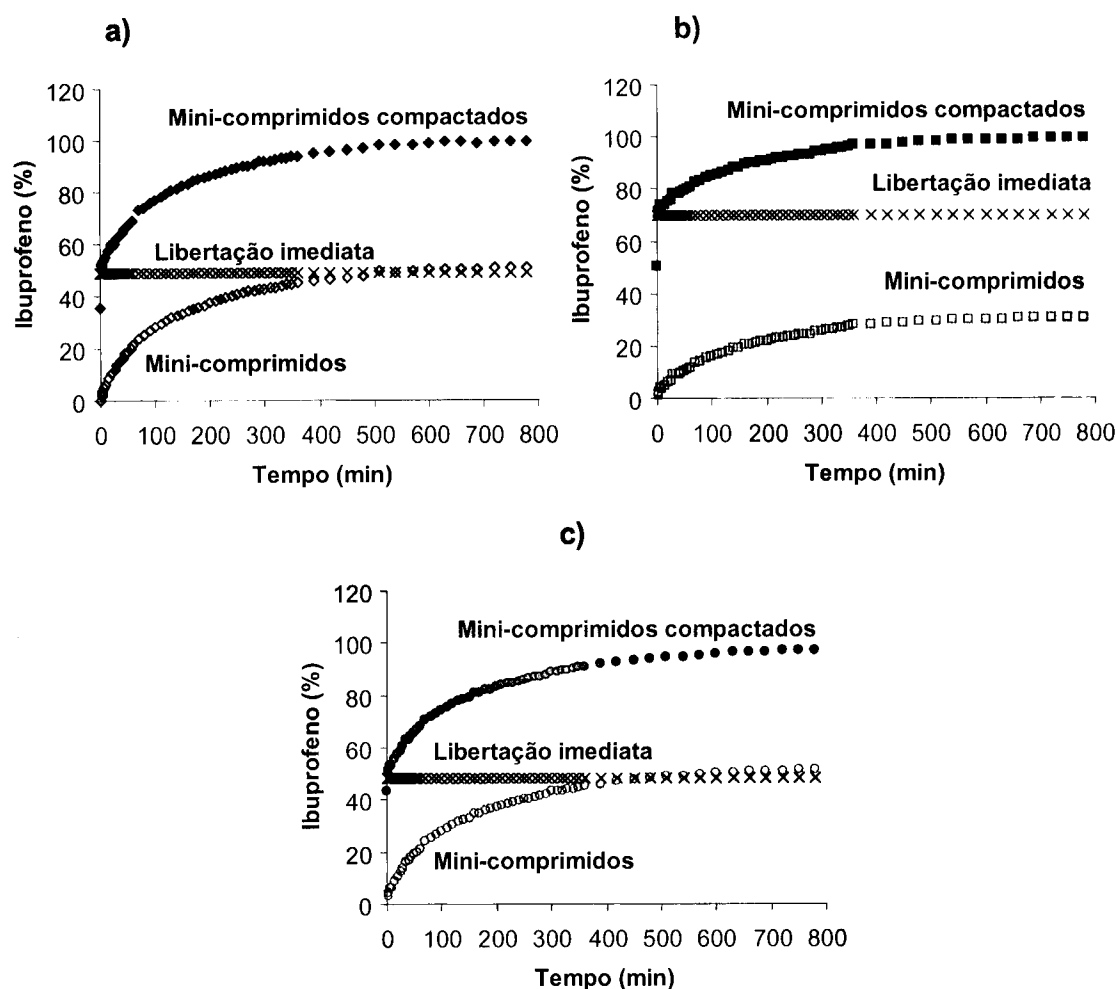 a)
Ibuprofeno (%)
120
100
80
60
40
20
0
Mini-comprimidos compactados
Libertação imediata
Mini-comprimidos
0 100 200 300 400 500 600 700 800
Tempo (min)
b)
Ibuprofeno (%)
120
100
80
60
40
20
0
Mini-comprimidos compactados
Libertação imediata
Mini-comprimidos
0 100 200 300 400 500 600 700 800
Tempo (min)
c)
Ibuprofeno (%)
120
100
80
60
40
20
0
Mini-comprimidos compactados
Libertação imediata
Mini-comprimidos
0 100 200 300 400 500 600 700 800
Tempo (min)